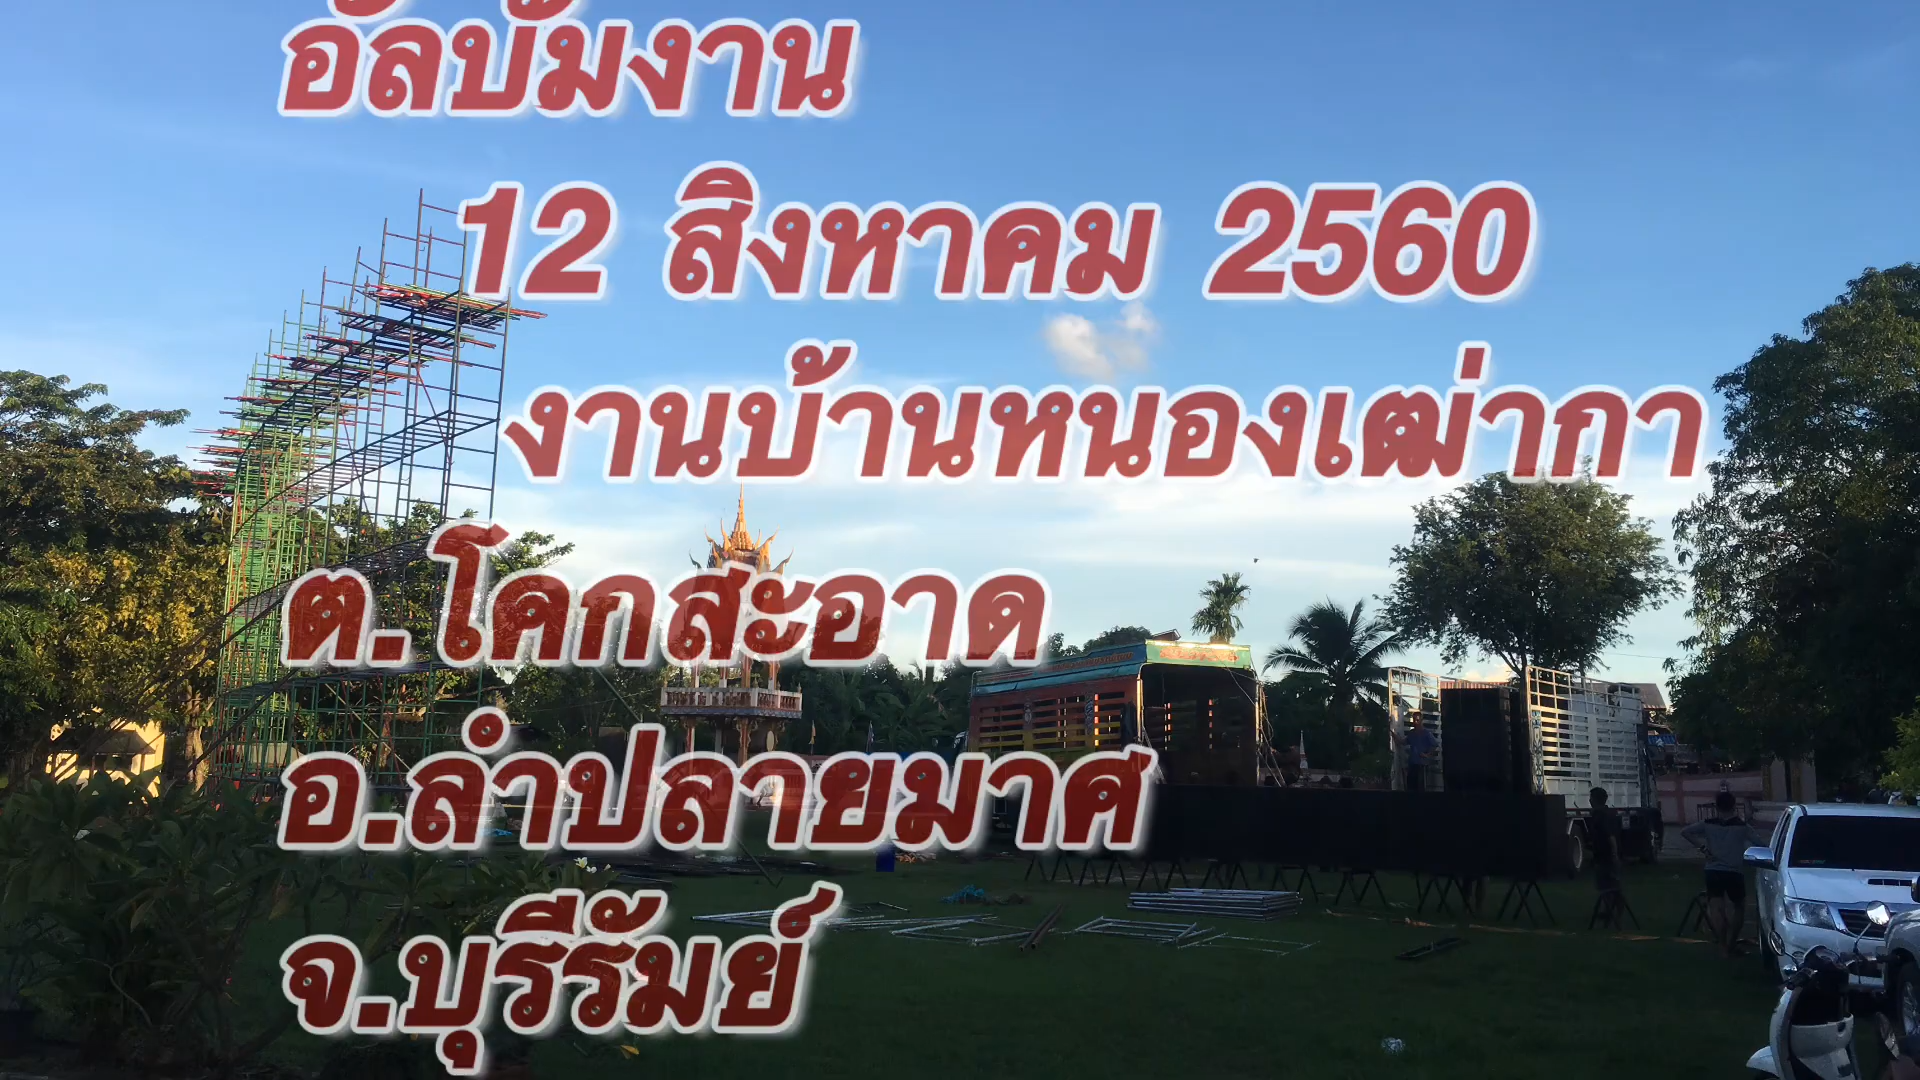 อัลบั้มงาน
12 สิงหาคม 2560
งานบ้านหนองเฒ่ากา
ต.โคกสะอาด
อ.ลำปลายมาศ
จ.บุรีรัมย์